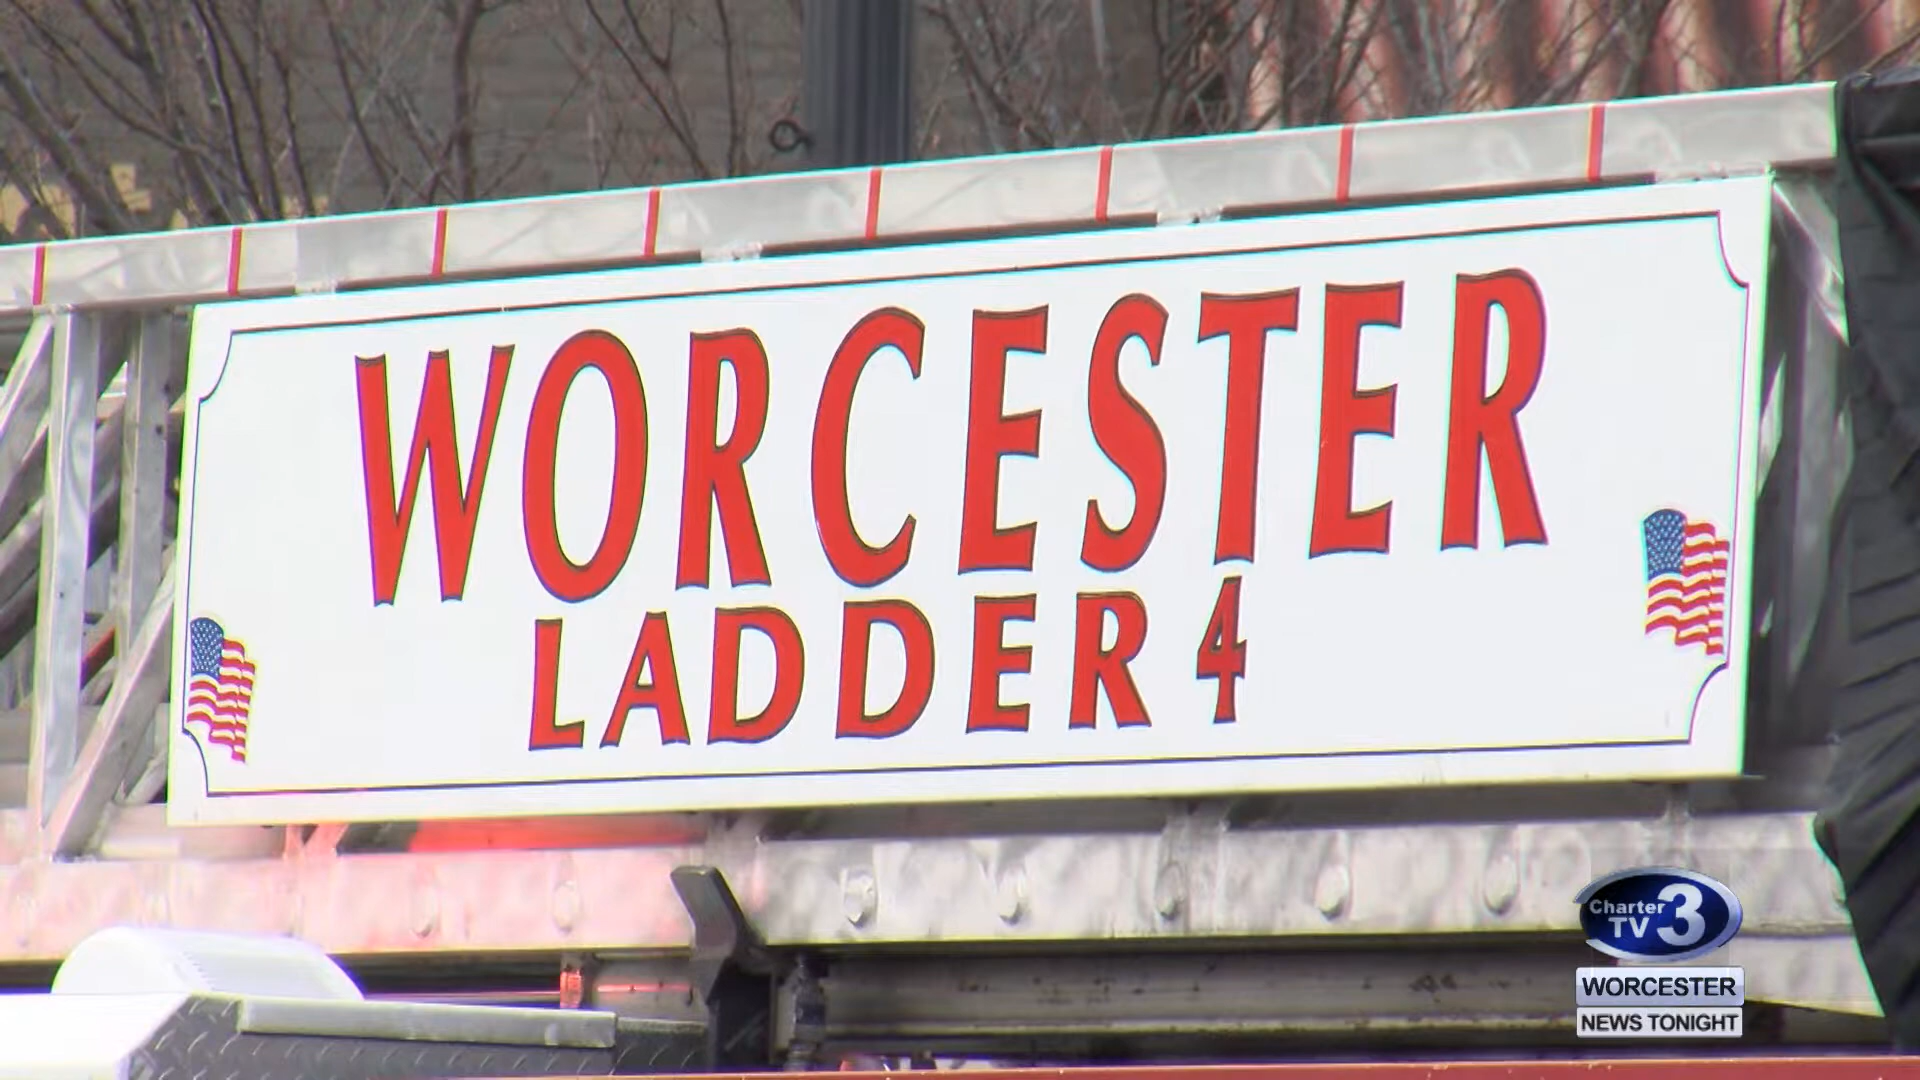 WORCESTER
LADDER 4
Charter
TV 3
WORCESTER
NEWS TONIGHT